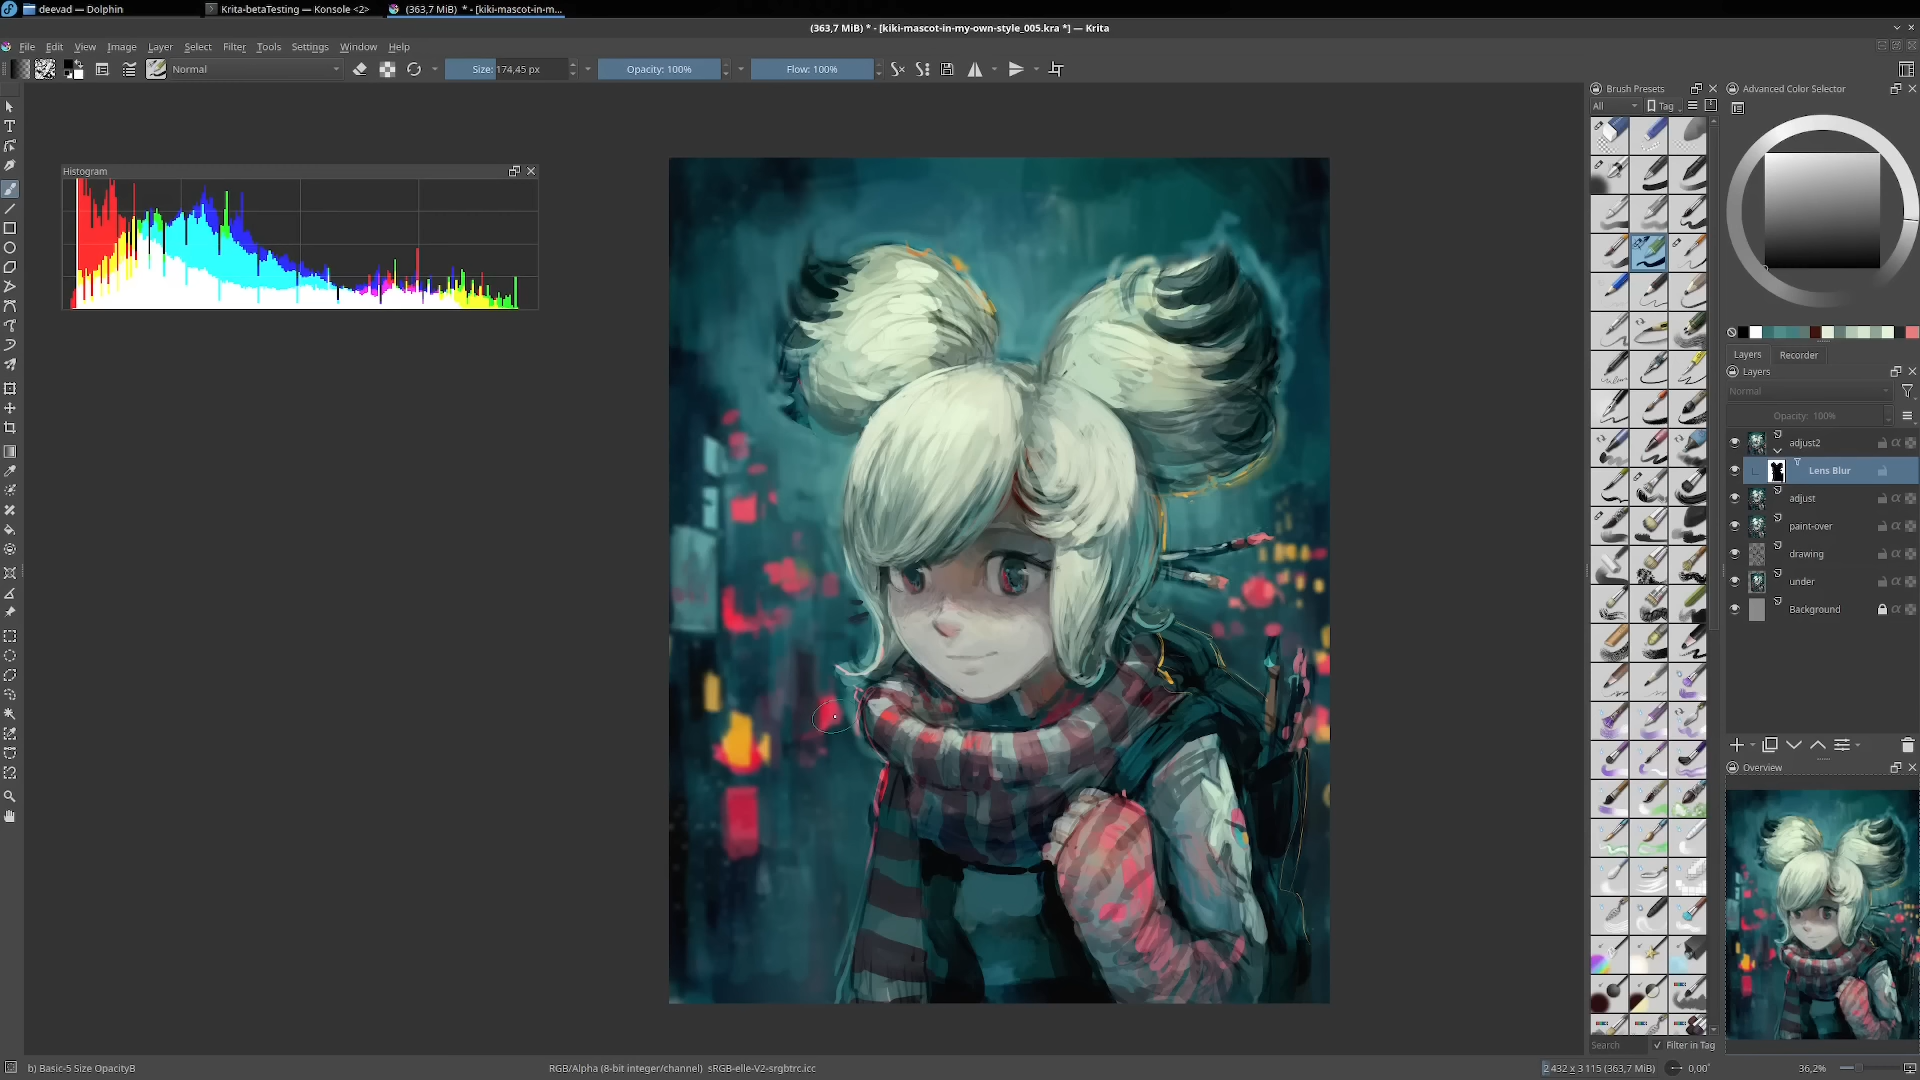 deevad — Dolphin
Krita-betaTesting — Konsole <2>
(363,7 MiB) * - [kiki-mascot-in-m...
(363,7 MiB) * - [kiki-mascot-in-my-own-style_005.kra *] — Krita
File Edit View Image Layer Select Filter Tools Settings Window Help
Normal
Size: 174,45 px
Opacity: 100%
Flow: 100%
Histogram
Brush Presets
All
Tag
Advanced Color Selector
Layers
Recorder
Layers
Normal
Opacity: 100%
adjust2
Lens Blur
adjust
paint-over
drawing
under
Background
Overview
Search
Filter in Tag
b) Basic-5 Size OpacityB
RGB/Alpha (8-bit integer/channel) sRGB-elle-V2-srgbtrc.icc
2 432 x 3 115 (363,7 MiB)
0,00°
36,2%